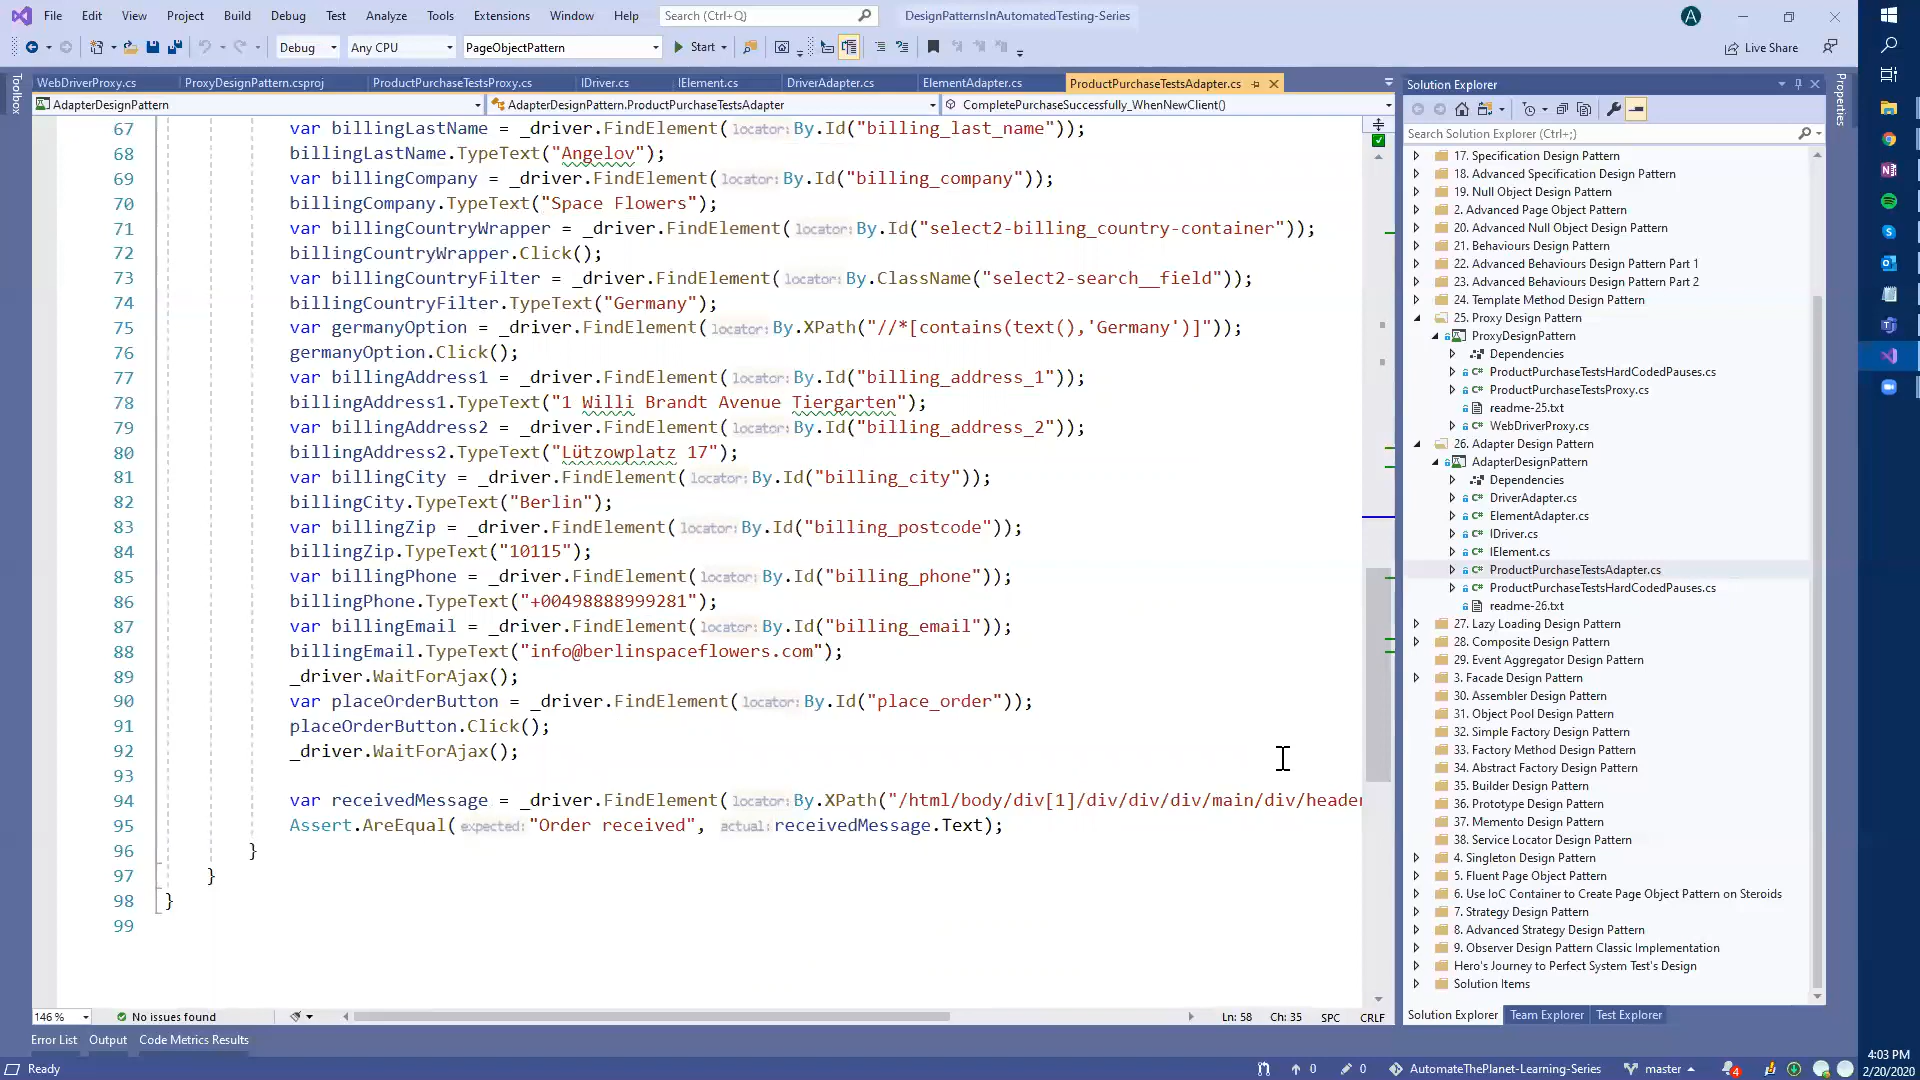 File Edit View Project Build Debug Test Analyze Tools Extensions Window Help Search (Ctrl+Q) DesignPatternsInAutomatedTesting-Series A
Debug Any CPU PageObjectPattern Start Live Share
WebDriverProxy.cs ProxyDesignPattern.csproj ProductPurchaseTestsProxy.cs IDriver.cs IElement.cs DriverAdapter.cs ElementAdapter.cs ProductPurchaseTestsAdapter.cs
AdapterDesignPattern AdapterDesignPattern.ProductPurchaseTestsAdapter CompletePurchaseSuccessfully_WhenNewClient()
Toolbox
67 var billingLastName = _driver.FindElement(locator: By.Id("billing_last_name"));
68 billingLastName.TypeText("Angelov");
69 var billingCompany = _driver.FindElement(locator: By.Id("billing_company"));
70 billingCompany.TypeText("Space Flowers");
71 var billingCountryWrapper = _driver.FindElement(locator: By.Id("select2-billing_country-container"));
72 billingCountryWrapper.Click();
73 var billingCountryFilter = _driver.FindElement(locator: By.ClassName("select2-search__field"));
74 billingCountryFilter.TypeText("Germany");
75 var germanyOption = _driver.FindElement(locator: By.XPath("//*[contains(text(),'Germany')]"));
76 germanyOption.Click();
77 var billingAddress1 = _driver.FindElement(locator: By.Id("billing_address_1"));
78 billingAddress1.TypeText("1 Willi Brandt Avenue Tiergarten");
79 var billingAddress2 = _driver.FindElement(locator: By.Id("billing_address_2"));
80 billingAddress2.TypeText("Lützowplatz 17");
81 var billingCity = _driver.FindElement(locator: By.Id("billing_city"));
82 billingCity.TypeText("Berlin");
83 var billingZip = _driver.FindElement(locator: By.Id("billing_postcode"));
84 billingZip.TypeText("10115");
85 var billingPhone = _driver.FindElement(locator: By.Id("billing_phone"));
86 billingPhone.TypeText("+00498888999281");
87 var billingEmail = _driver.FindElement(locator: By.Id("billing_email"));
88 billingEmail.TypeText("info@berlinspaceflowers.com");
89 _driver.WaitForAjax();
90 var placeOrderButton = _driver.FindElement(locator: By.Id("place_order"));
91 placeOrderButton.Click();
92 _driver.WaitForAjax();
93
94 var receivedMessage = _driver.FindElement(locator: By.XPath("/html/body/div[1]/div/div/div/main/div/header
95 Assert.AreEqual(expected: "Order received", actual: receivedMessage.Text);
96 }
97 }
98 }
99
146 % No issues found Ln: 58 Ch: 35 SPC CRLF
Error List Output Code Metrics Results
Ready 0 0 AutomateThePlanet-Learning-Series master 4
Solution Explorer
Search Solution Explorer (Ctrl+;)
17. Specification Design Pattern
18. Advanced Specification Design Pattern
19. Null Object Design Pattern
2. Advanced Page Object Pattern
20. Advanced Null Object Design Pattern
21. Behaviours Design Pattern
22. Advanced Behaviours Design Pattern Part 1
23. Advanced Behaviours Design Pattern Part 2
24. Template Method Design Pattern
25. Proxy Design Pattern
ProxyDesignPattern
Dependencies
C# ProductPurchaseTestsHardCodedPauses.cs
C# ProductPurchaseTestsProxy.cs
readme-25.txt
C# WebDriverProxy.cs
26. Adapter Design Pattern
AdapterDesignPattern
Dependencies
C# DriverAdapter.cs
C# ElementAdapter.cs
C# IDriver.cs
C# IElement.cs
C# ProductPurchaseTestsAdapter.cs
C# ProductPurchaseTestsHardCodedPauses.cs
readme-26.txt
27. Lazy Loading Design Pattern
28. Composite Design Pattern
29. Event Aggregator Design Pattern
3. Facade Design Pattern
30. Assembler Design Pattern
31. Object Pool Design Pattern
32. Simple Factory Design Pattern
33. Factory Method Design Pattern
34. Abstract Factory Design Pattern
35. Builder Design Pattern
36. Prototype Design Pattern
37. Memento Design Pattern
38. Service Locator Design Pattern
4. Singleton Design Pattern
5. Fluent Page Object Pattern
6. Use IoC Container to Create Page Object Pattern on Steroids
7. Strategy Design Pattern
8. Advanced Strategy Design Pattern
9. Observer Design Pattern Classic Implementation
Hero's Journey to Perfect System Test's Design
Solution Items
Solution Explorer Team Explorer Test Explorer
Properties
4:03 PM
2/20/2020